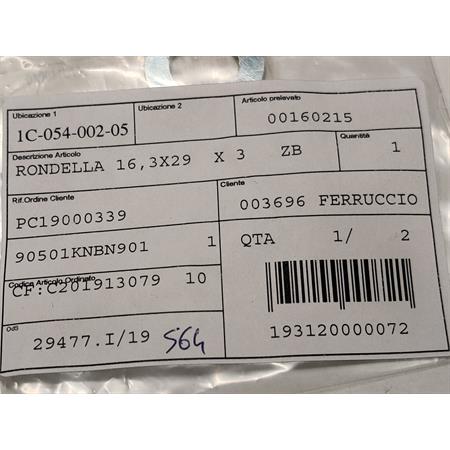 Ubicazione 1
Ubicazione 2
Articolo prelevato
1C-054-002-05
00160215
Descrizione Articolo
Quantità
RONDELLA 16,3X29 X 3 ZB
1
Rif.Ordine Cliente
Cliente
PC19000339
003696 FERRUCCIO
90501KNBN901 1
QTA 1/ 2
Codice Articolo Ordinato
CF:C201913079 10
OdS
29477.I/19 564
193120000072